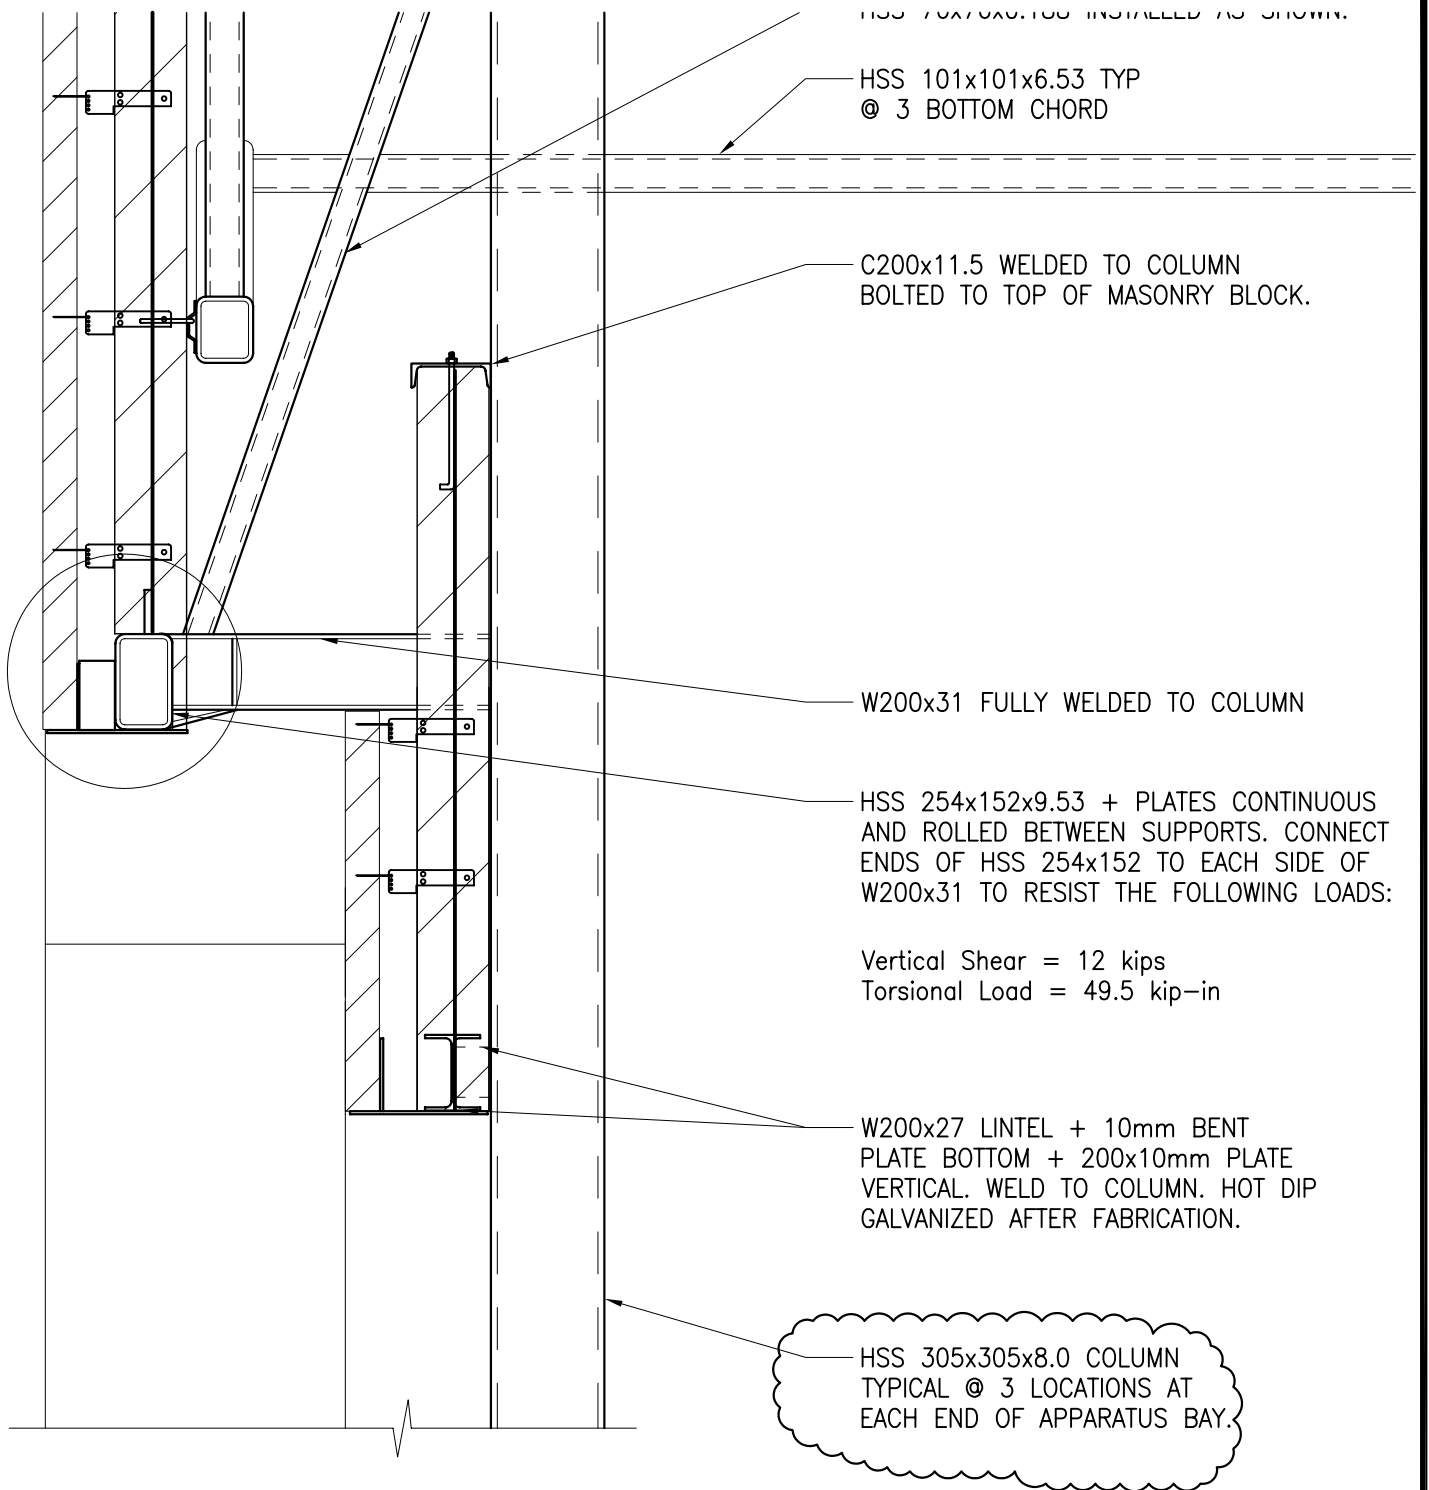 INSTALLED AS SHOWN.
HSS 101x101x6.53 TYP
@ 3 BOTTOM CHORD
C200x11.5 WELDED TO COLUMN
BOLTED TO TOP OF MASONRY BLOCK.
W200x31 FULLY WELDED TO COLUMN
HSS 254x152x9.53 + PLATES CONTINUOUS
AND ROLLED BETWEEN SUPPORTS. CONNECT
ENDS OF HSS 254x152 TO EACH SIDE OF
W200x31 TO RESIST THE FOLLOWING LOADS:
Vertical Shear = 12 kips
Torsional Load = 49.5 kip-in
W200x27 LINTEL + 10mm BENT
PLATE BOTTOM + 200x10mm PLATE
VERTICAL. WELD TO COLUMN. HOT DIP
GALVANIZED AFTER FABRICATION.
HSS 305x305x8.0 COLUMN
TYPICAL @ 3 LOCATIONS AT
EACH END OF APPARATUS BAY.